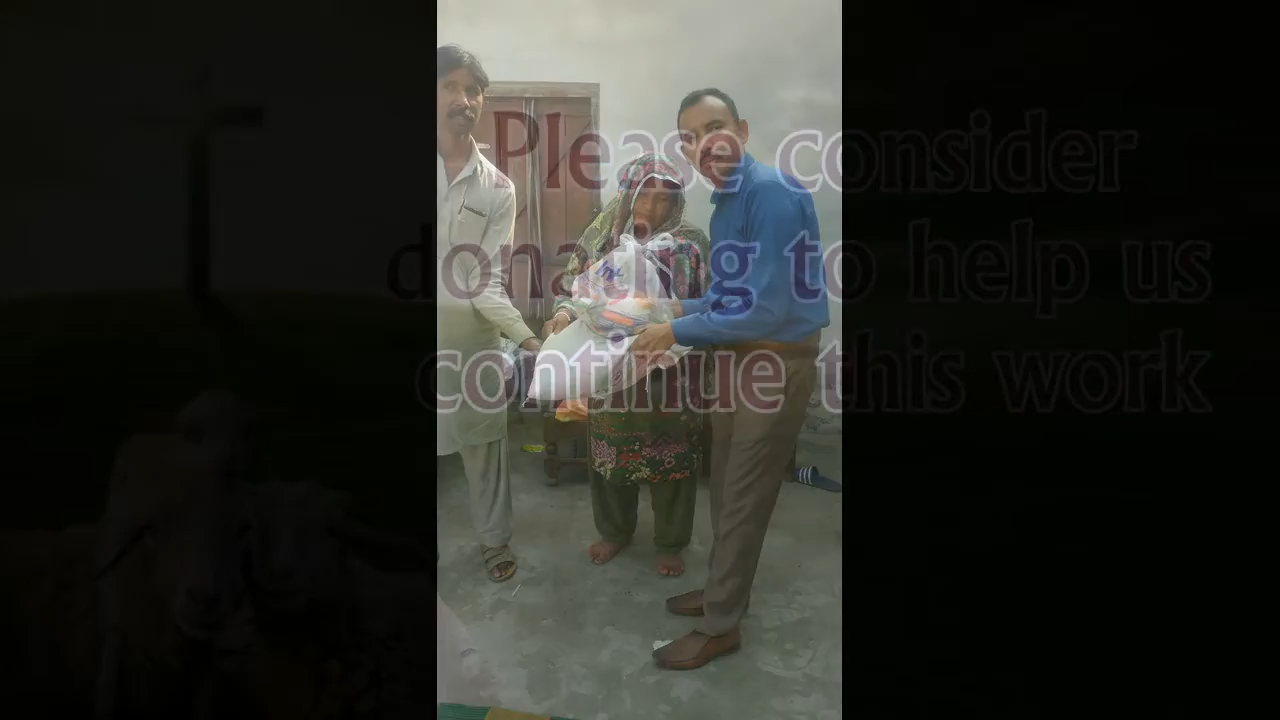 Please consider
donating to help us
continue this work